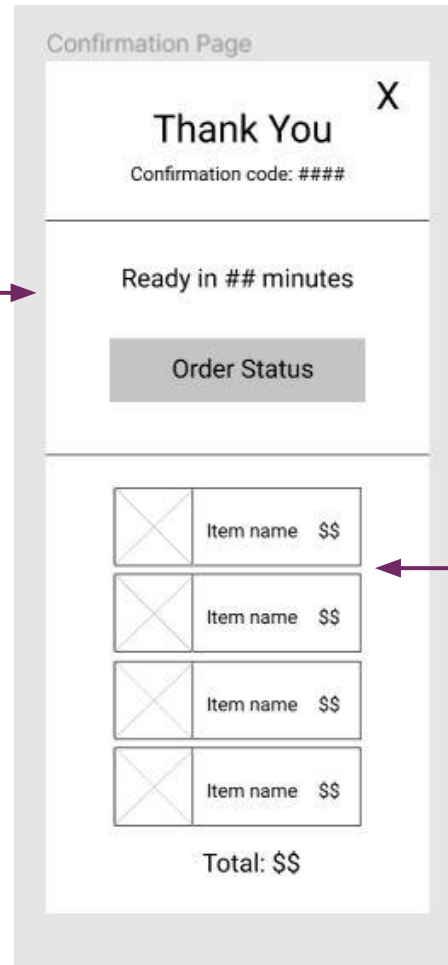 Confirmation Page
X
Thank You
Confirmation code: ####
Ready in ## minutes
Order Status
Item name $$
Item name $$
Item name $$
Item name $$
Total: $$